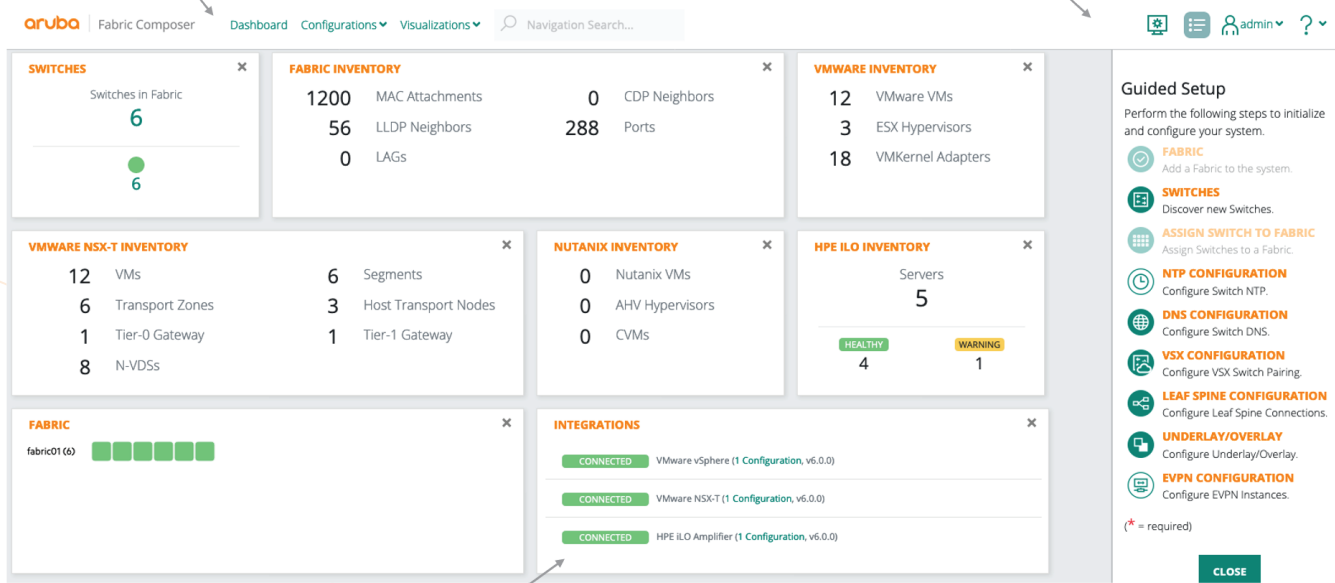 aruba Fabric Composer Dashboard Configurations Visualizations Navigation Search... admin ?
SWITCHES
Switches in Fabric
6
6
FABRIC INVENTORY
1200 MAC Attachments 0 CDP Neighbors
56 LLDP Neighbors 288 Ports
0 LAGs
VMWARE INVENTORY
12 VMware VMs
3 ESX Hypervisors
18 VMKernel Adapters
VMWARE NSX-T INVENTORY
12 VMs 6 Segments
6 Transport Zones 3 Host Transport Nodes
1 Tier-0 Gateway 1 Tier-1 Gateway
8 N-VDSs
NUTANIX INVENTORY
0 Nutanix VMs
0 AHV Hypervisors
0 CVMs
HPE ILO INVENTORY
Servers
5
HEALTHY WARNING
4 1
FABRIC
fabric01 (6)
INTEGRATIONS
CONNECTED VMware vSphere (1 Configuration, v6.0.0)
CONNECTED VMware NSX-T (1 Configuration, v6.0.0)
CONNECTED HPE iLO Amplifier (1 Configuration, v6.0.0)
Guided Setup
Perform the following steps to initialize
and configure your system.
FABRIC
Add a Fabric to the system.
SWITCHES
Discover new Switches.
ASSIGN SWITCH TO FABRIC
Assign Switches to a Fabric.
NTP CONFIGURATION
Configure Switch NTP.
DNS CONFIGURATION
Configure Switch DNS.
VSX CONFIGURATION
Configure VSX Switch Pairing.
LEAF SPINE CONFIGURATION
Configure Leaf Spine Connections.
UNDERLAY/OVERLAY
Configure Underlay/Overlay.
EVPN CONFIGURATION
Configure EVPN Instances.
(* = required)
CLOSE